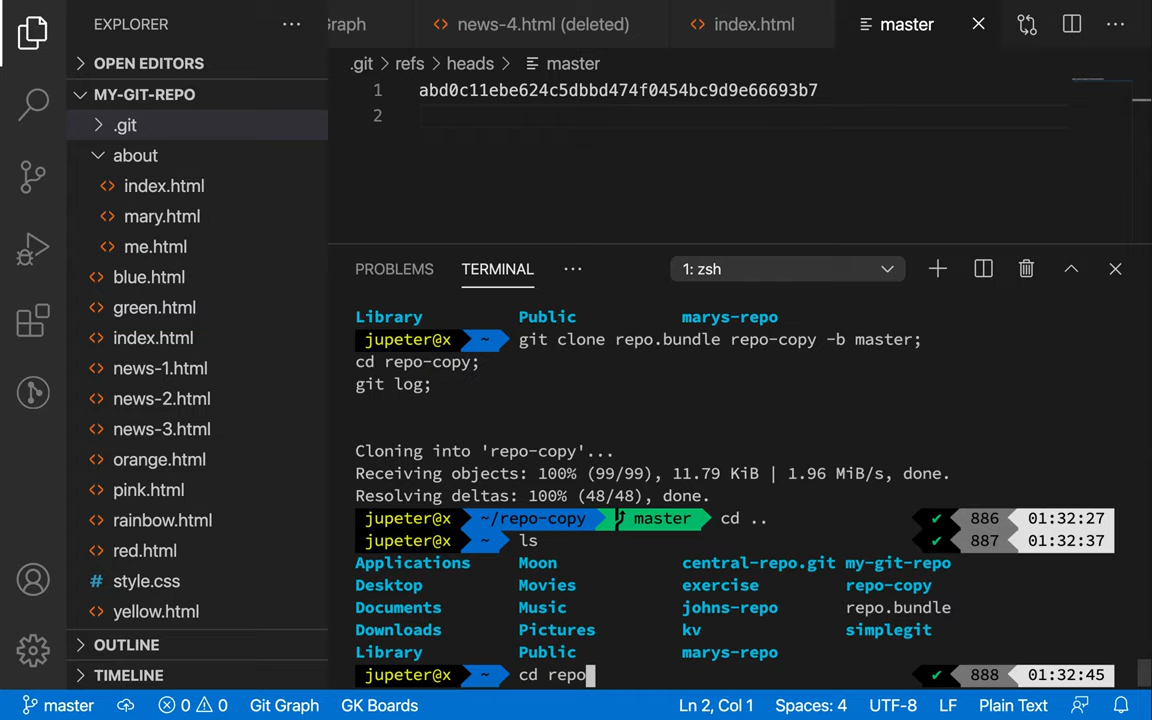 EXPLORER
OPEN EDITORS
MY-GIT-REPO
.git
about
index.html
mary.html
me.html
blue.html
green.html
index.html
news-1.html
news-2.html
news-3.html
orange.html
pink.html
rainbow.html
red.html
# style.css
yellow.html
OUTLINE
TIMELINE
Graph
news-4.html (deleted)
index.html
master
.git > refs > heads > master
1 abd0c11ebe624c5dbbd474f0454bc9d9e66693b7
2
PROBLEMS TERMINAL
1: zsh
Library Public marys-repo
jupeter@x ~ git clone repo.bundle repo-copy -b master;
cd repo-copy;
git log;
Cloning into 'repo-copy'...
Receiving objects: 100% (99/99), 11.79 KiB | 1.96 MiB/s, done.
Resolving deltas: 100% (48/48), done.
jupeter@x ~/repo-copy master cd .. ✔ 886 01:32:27
jupeter@x ~ ls ✔ 887 01:32:37
Applications Moon central-repo.git my-git-repo
Desktop Movies exercise repo-copy
Documents Music johns-repo repo.bundle
Downloads Pictures kv simplegit
Library Public marys-repo
jupeter@x ~ cd repo ✔ 888 01:32:45
master 0 0 Git Graph GK Boards Ln 2, Col 1 Spaces: 4 UTF-8 LF Plain Text